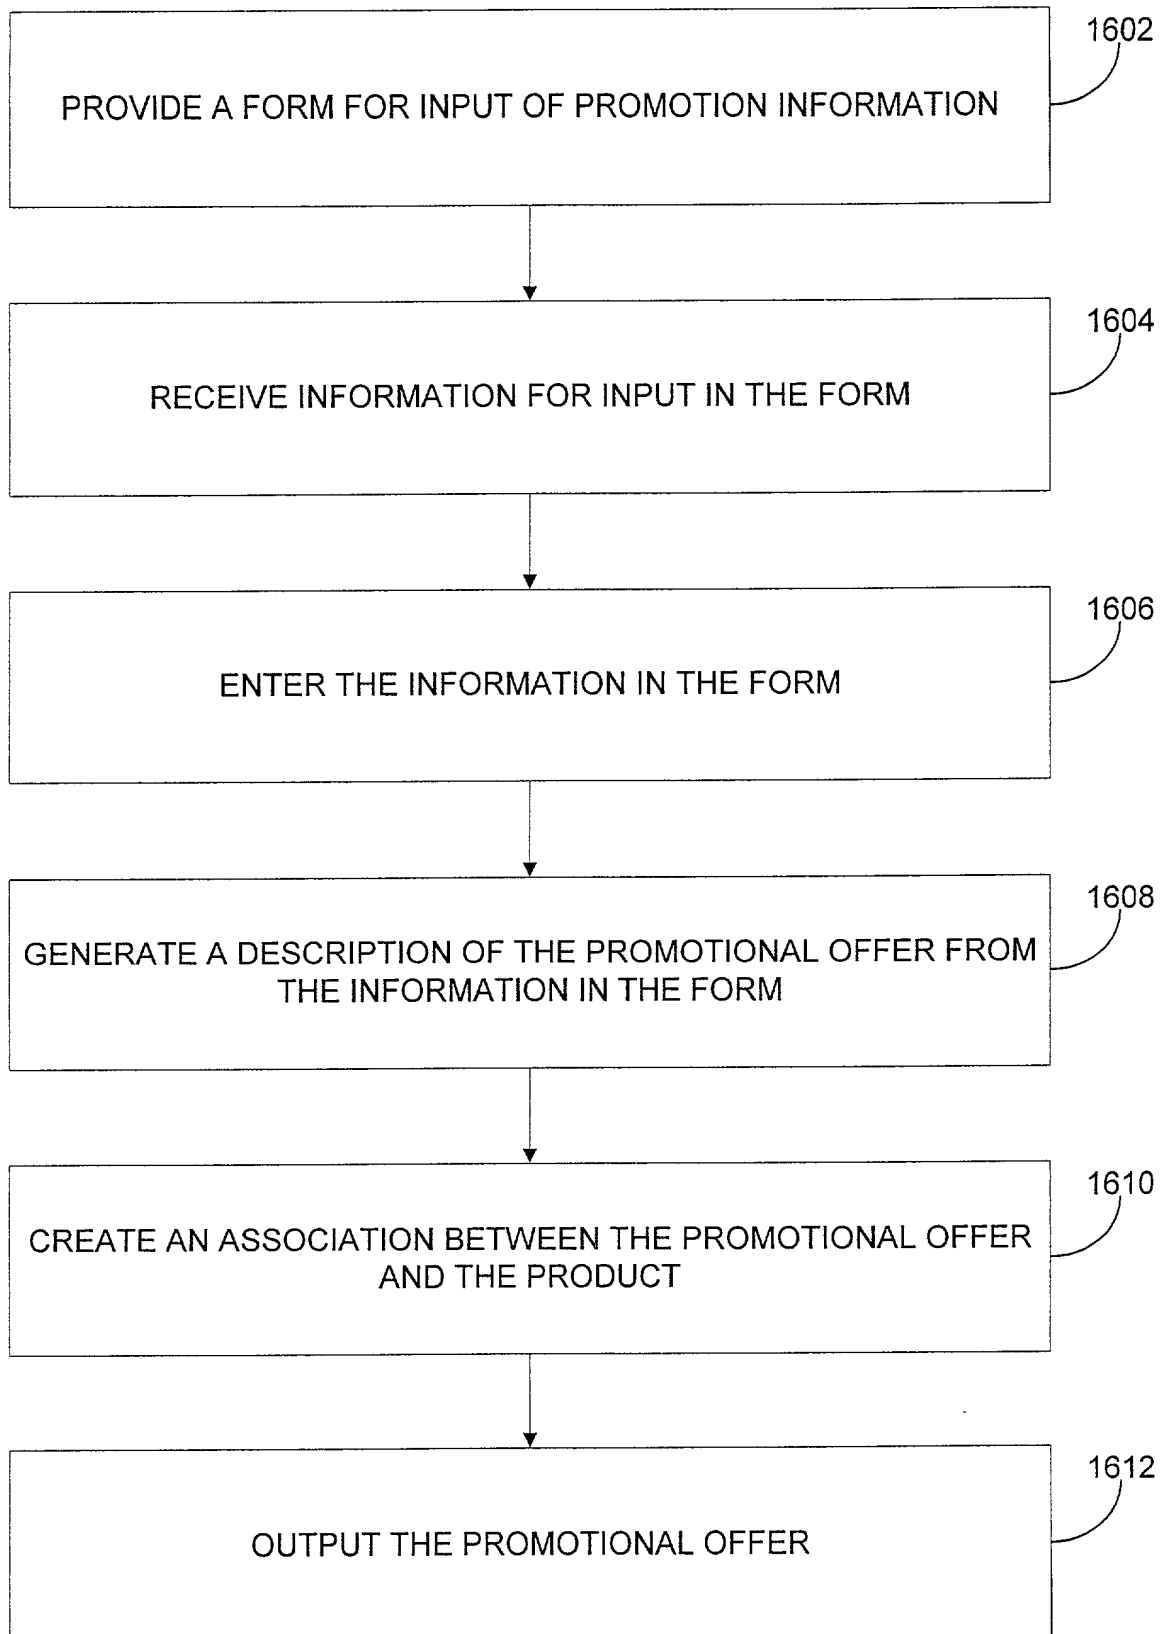 1602
PROVIDE A FORM FOR INPUT OF PROMOTION INFORMATION
1604
RECEIVE INFORMATION FOR INPUT IN THE FORM
1606
ENTER THE INFORMATION IN THE FORM
1608
GENERATE A DESCRIPTION OF THE PROMOTIONAL OFFER FROM
THE INFORMATION IN THE FORM
1610
CREATE AN ASSOCIATION BETWEEN THE PROMOTIONAL OFFER
AND THE PRODUCT
1612
OUTPUT THE PROMOTIONAL OFFER